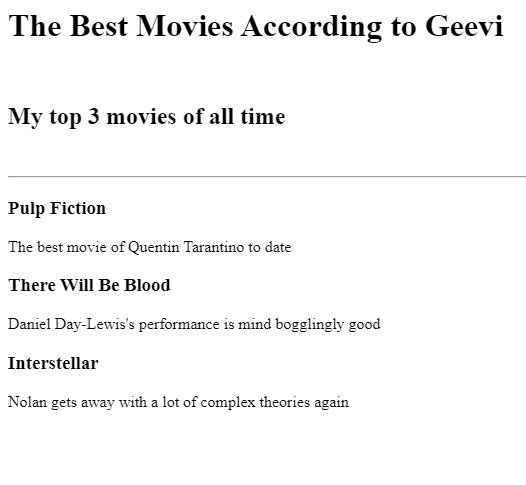 The Best Movies According to Geevi
My top 3 movies of all time
Pulp Fiction
The best movie of Quentin Tarantino to date
There Will Be Blood
Daniel Day-Lewis's performance is mind bogglingly good
Interstellar
Nolan gets away with a lot of complex theories again